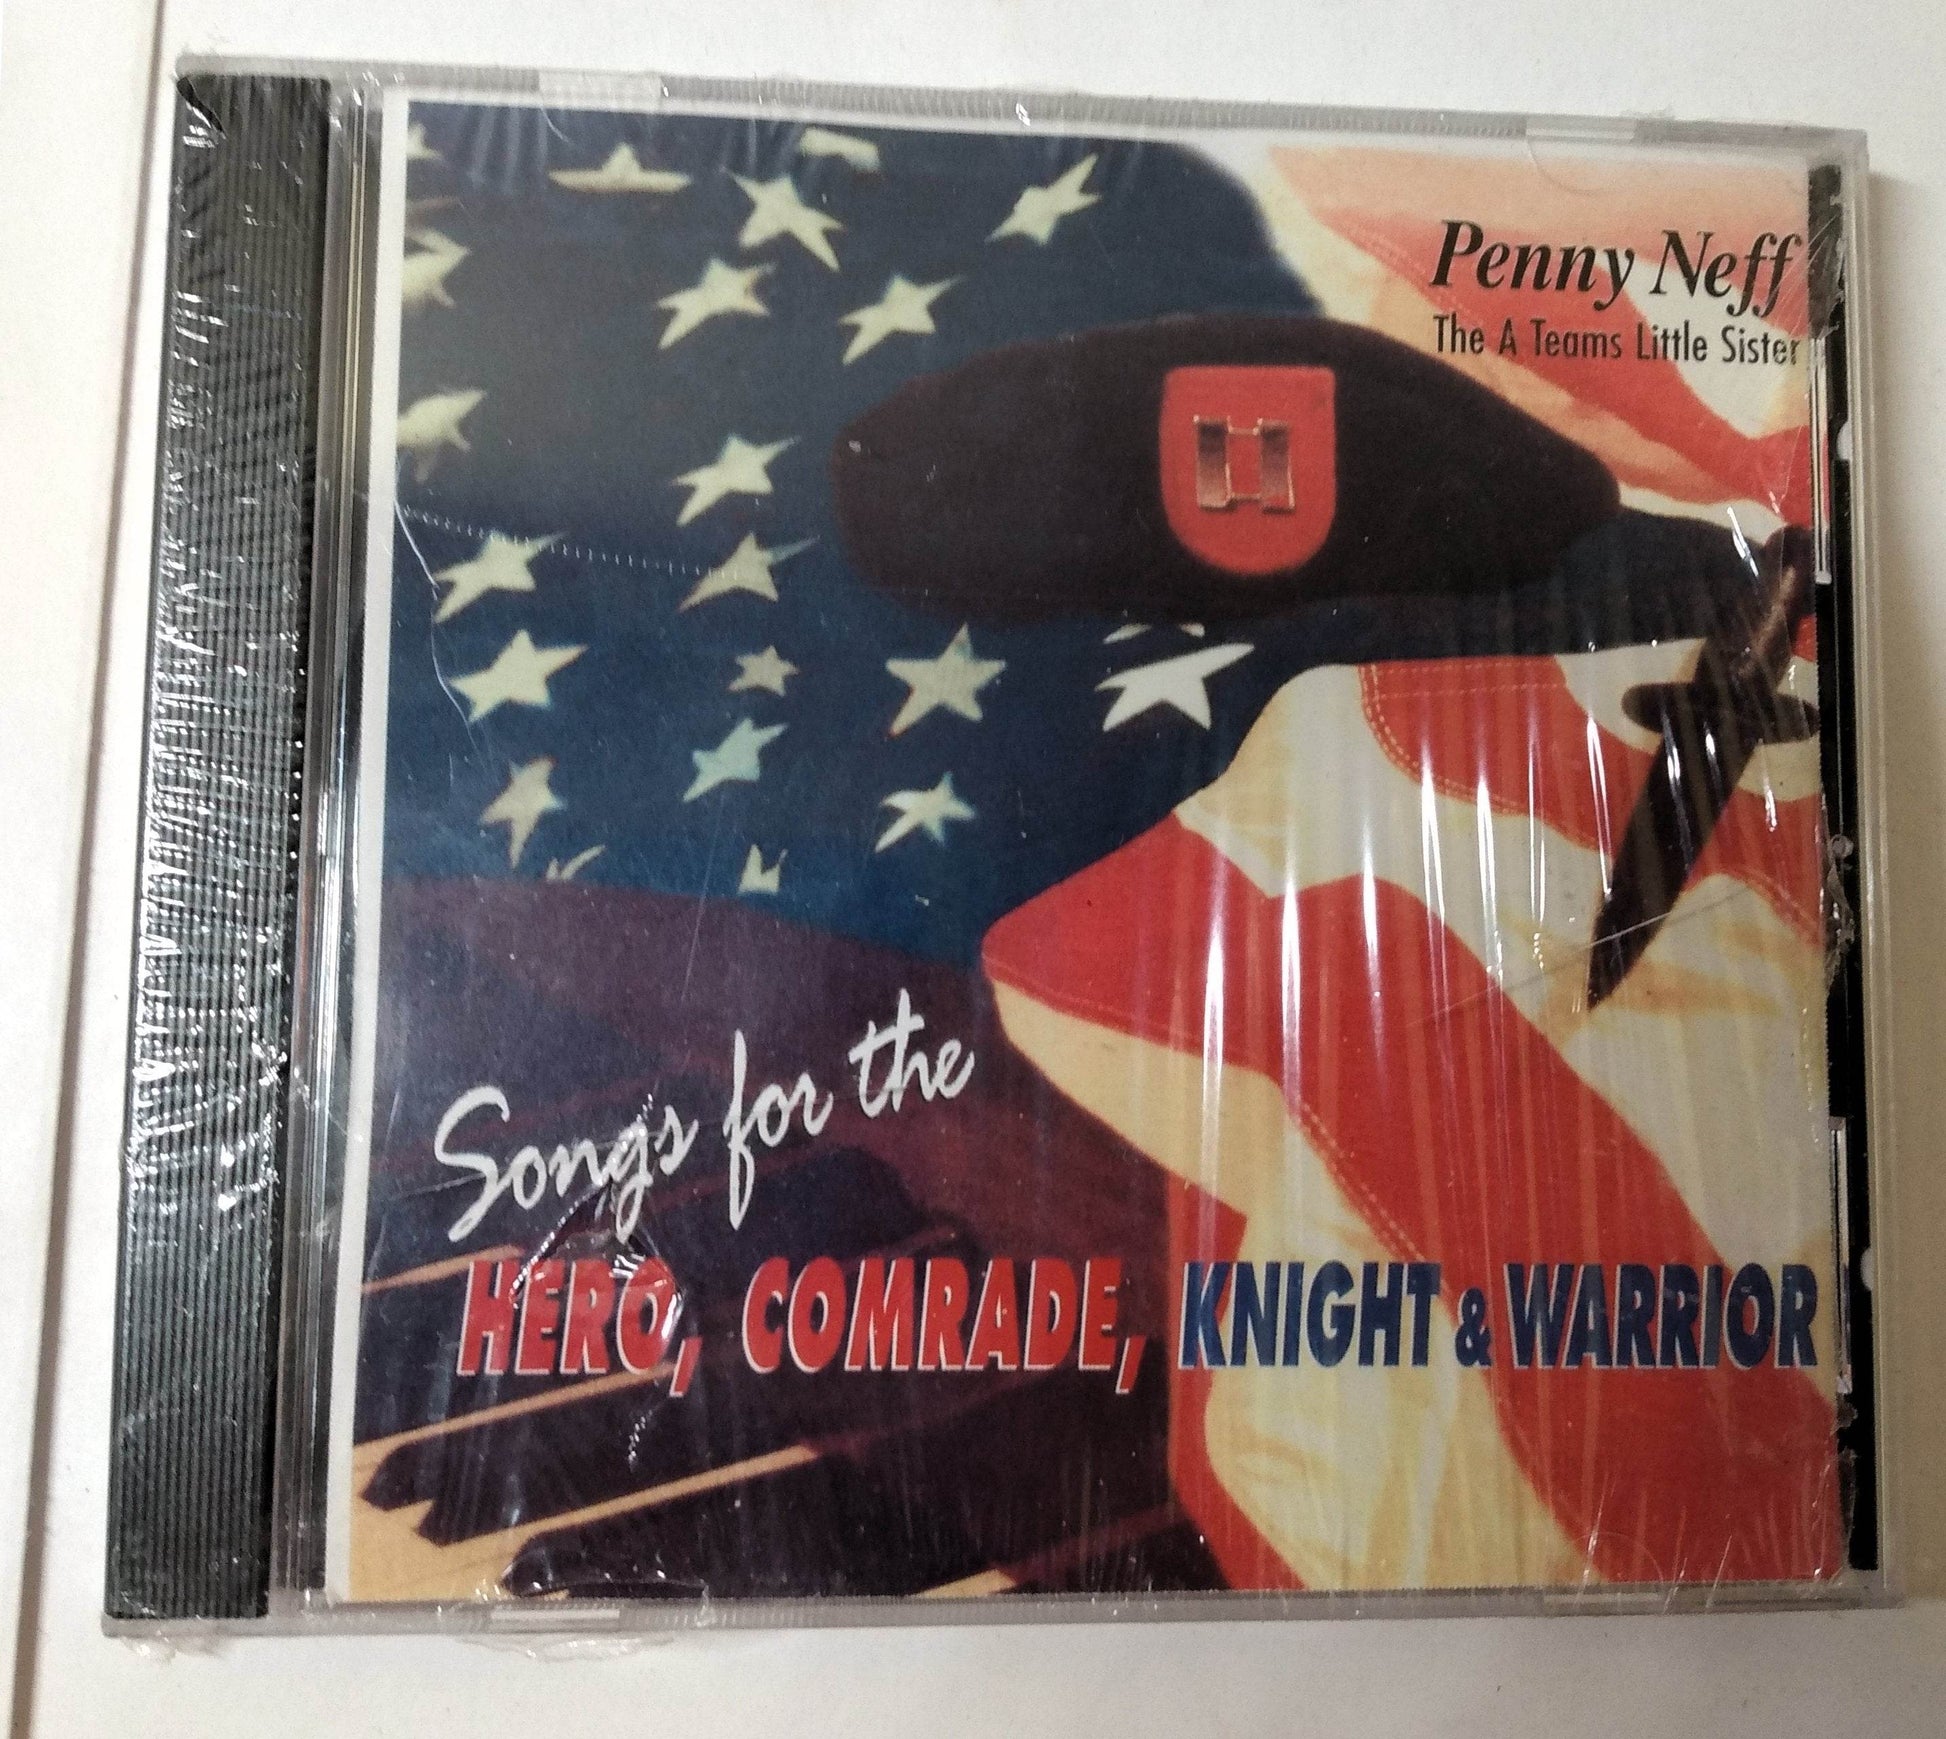 Penny Neff
The A Teams Little Sister
Songs for the
HERO, COMRADE, KNIGHT & WARRIOR